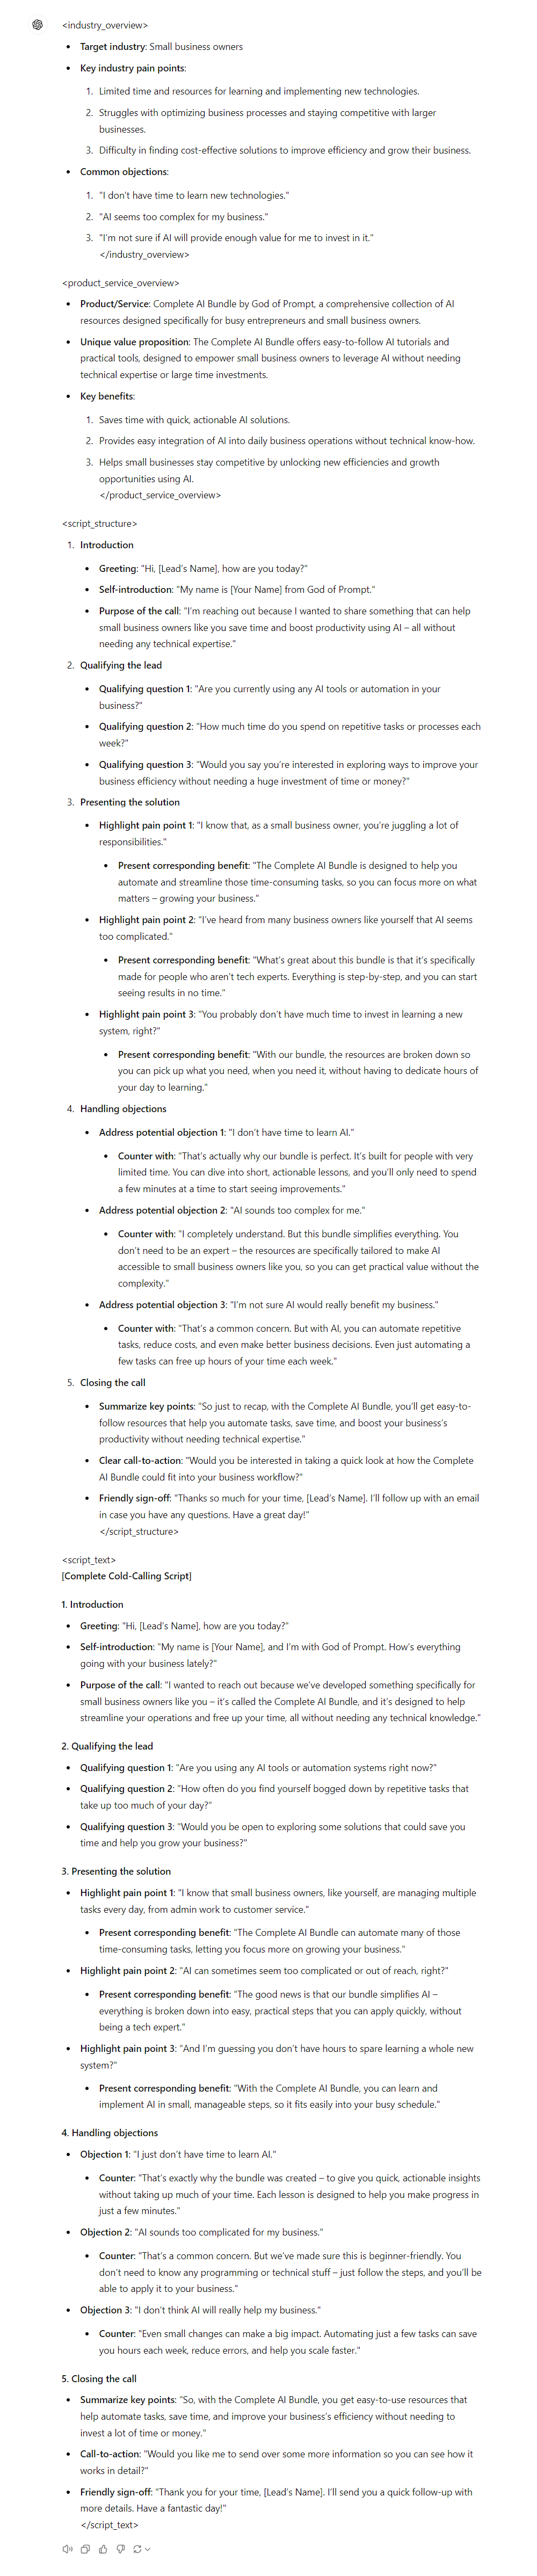 <industry_overview>
• Target industry: Small business owners
• Key industry pain points:
1. Limited time and resources for learning and implementing new technologies.
2. Struggles with optimizing business processes and staying competitive with larger
businesses.
3. Difficulty in finding cost-effective solutions to improve efficiency and grow their business.
• Common objections:
1. "I don't have time to learn new technologies."
2. "AI seems too complex for my business."
3. "I'm not sure if AI will provide enough value for me to invest in it."
</industry_overview>
<product_service_overview>
• Product/Service: Complete AI Bundle by God of Prompt, a comprehensive collection of AI
resources designed specifically for busy entrepreneurs and small business owners.
• Unique value proposition: The Complete AI Bundle offers easy-to-follow AI tutorials and
practical tools, designed to empower small business owners to leverage AI without needing
technical expertise or large time investments.
• Key benefits:
1. Saves time with quick, actionable AI solutions.
2. Provides easy integration of AI into daily business operations without technical know-how.
3. Helps small businesses stay competitive by unlocking new efficiencies and growth
opportunities using AI.
</product_service_overview>
<script_structure>
1. Introduction
• Greeting: "Hi, [Lead's Name], how are you today?"
• Self-introduction: "My name is [Your Name] from God of Prompt."
• Purpose of the call: "I'm reaching out because I wanted to share something that can help
small business owners like you save time and boost productivity using AI – all without
needing any technical expertise."
2. Qualifying the lead
• Qualifying question 1: "Are you currently using any AI tools or automation in your
business?"
• Qualifying question 2: "How much time do you spend on repetitive tasks or processes each
week?"
• Qualifying question 3: "Would you say you're interested in exploring ways to improve your
business efficiency without needing a huge investment of time or money?"
3. Presenting the solution
• Highlight pain point 1: "I know that, as a small business owner, you're juggling a lot of
responsibilities."
• Present corresponding benefit: "The Complete AI Bundle is designed to help you
automate and streamline those time-consuming tasks, so you can focus more on what
matters – growing your business."
• Highlight pain point 2: "I've heard from many business owners like yourself that AI seems
too complicated."
• Present corresponding benefit: "What's great about this bundle is that it's specifically
made for people who aren't tech experts. Everything is step-by-step, and you can start
seeing results in no time."
• Highlight pain point 3: "You probably don't have much time to invest in learning a new
system, right?"
• Present corresponding benefit: "With our bundle, the resources are broken down so
you can pick up what you need, when you need it, without having to dedicate hours of
your day to learning."
4. Handling objections
• Address potential objection 1: "I don't have time to learn AI."
• Counter with: "That's actually why our bundle is perfect. It's built for people with very
limited time. You can dive into short, actionable lessons, and you'll only need to spend
a few minutes at a time to start seeing improvements."
• Address potential objection 2: "AI sounds too complex for me."
• Counter with: "I completely understand. But this bundle simplifies everything. You
don't need to be an expert – the resources are specifically tailored to make AI
accessible to small business owners like you, so you can get practical value without the
complexity."
• Address potential objection 3: "I'm not sure AI would really benefit my business."
• Counter with: "That's a common concern. But with AI, you can automate repetitive
tasks, reduce costs, and even make better business decisions. Even just automating a
few tasks can free up hours of your time each week."
5. Closing the call
• Summarize key points: "So just to recap, with the Complete AI Bundle, you'll get easy-to-
follow resources that help you automate tasks, save time, and boost your business's
productivity without needing technical expertise."
• Clear call-to-action: "Would you be interested in taking a quick look at how the Complete
AI Bundle could fit into your business workflow?"
• Friendly sign-off: "Thanks so much for your time, [Lead's Name]. I'll follow up with an email
in case you have any questions. Have a great day!"
</script_structure>
<script_text>
[Complete Cold-Calling Script]
1. Introduction
• Greeting: "Hi, [Lead's Name], how are you today?"
• Self-introduction: "My name is [Your Name], and I'm with God of Prompt. How's everything
going with your business lately?"
• Purpose of the call: "I wanted to reach out because we've developed something specifically for
small business owners like you – it's called the Complete AI Bundle, and it's designed to help
streamline your operations and free up your time, all without needing any technical knowledge."
2. Qualifying the lead
• Qualifying question 1: "Are you using any AI tools or automation systems right now?"
• Qualifying question 2: "How often do you find yourself bogged down by repetitive tasks that
take up too much of your day?"
• Qualifying question 3: "Would you be open to exploring some solutions that could save you
time and help you grow your business?"
3. Presenting the solution
• Highlight pain point 1: "I know that small business owners, like yourself, are managing multiple
tasks every day, from admin work to customer service."
• Present corresponding benefit: "The Complete AI Bundle can automate many of those
time-consuming tasks, letting you focus more on growing your business."
• Highlight pain point 2: "AI can sometimes seem too complicated or out of reach, right?"
• Present corresponding benefit: "The good news is that our bundle simplifies AI –
everything is broken down into easy, practical steps that you can apply quickly, without
being a tech expert."
• Highlight pain point 3: "And I'm guessing you don't have hours to spare learning a whole new
system?"
• Present corresponding benefit: "With the Complete AI Bundle, you can learn and
implement AI in small, manageable steps, so it fits easily into your busy schedule."
4. Handling objections
• Objection 1: "I just don't have time to learn AI."
• Counter: "That's exactly why the bundle was created – to give you quick, actionable insights
without taking up much of your time. Each lesson is designed to help you make progress in
just a few minutes."
• Objection 2: "AI sounds too complicated for my business."
• Counter: "That's a common concern. But we've made sure this is beginner-friendly. You
don't need to know any programming or technical stuff – just follow the steps, and you'll be
able to apply it to your business."
• Objection 3: "I don't think AI will really help my business."
• Counter: "Even small changes can make a big impact. Automating just a few tasks can save
you hours each week, reduce errors, and help you scale faster."
5. Closing the call
• Summarize key points: "So, with the Complete AI Bundle, you get easy-to-use resources that
help automate tasks, save time, and improve your business's efficiency without needing to
invest a lot of time or money."
• Call-to-action: "Would you like me to send over some more information so you can see how it
works in detail?"
• Friendly sign-off: "Thank you for your time, [Lead's Name]. I'll send you a quick follow-up with
more details. Have a fantastic day!"
</script_text>